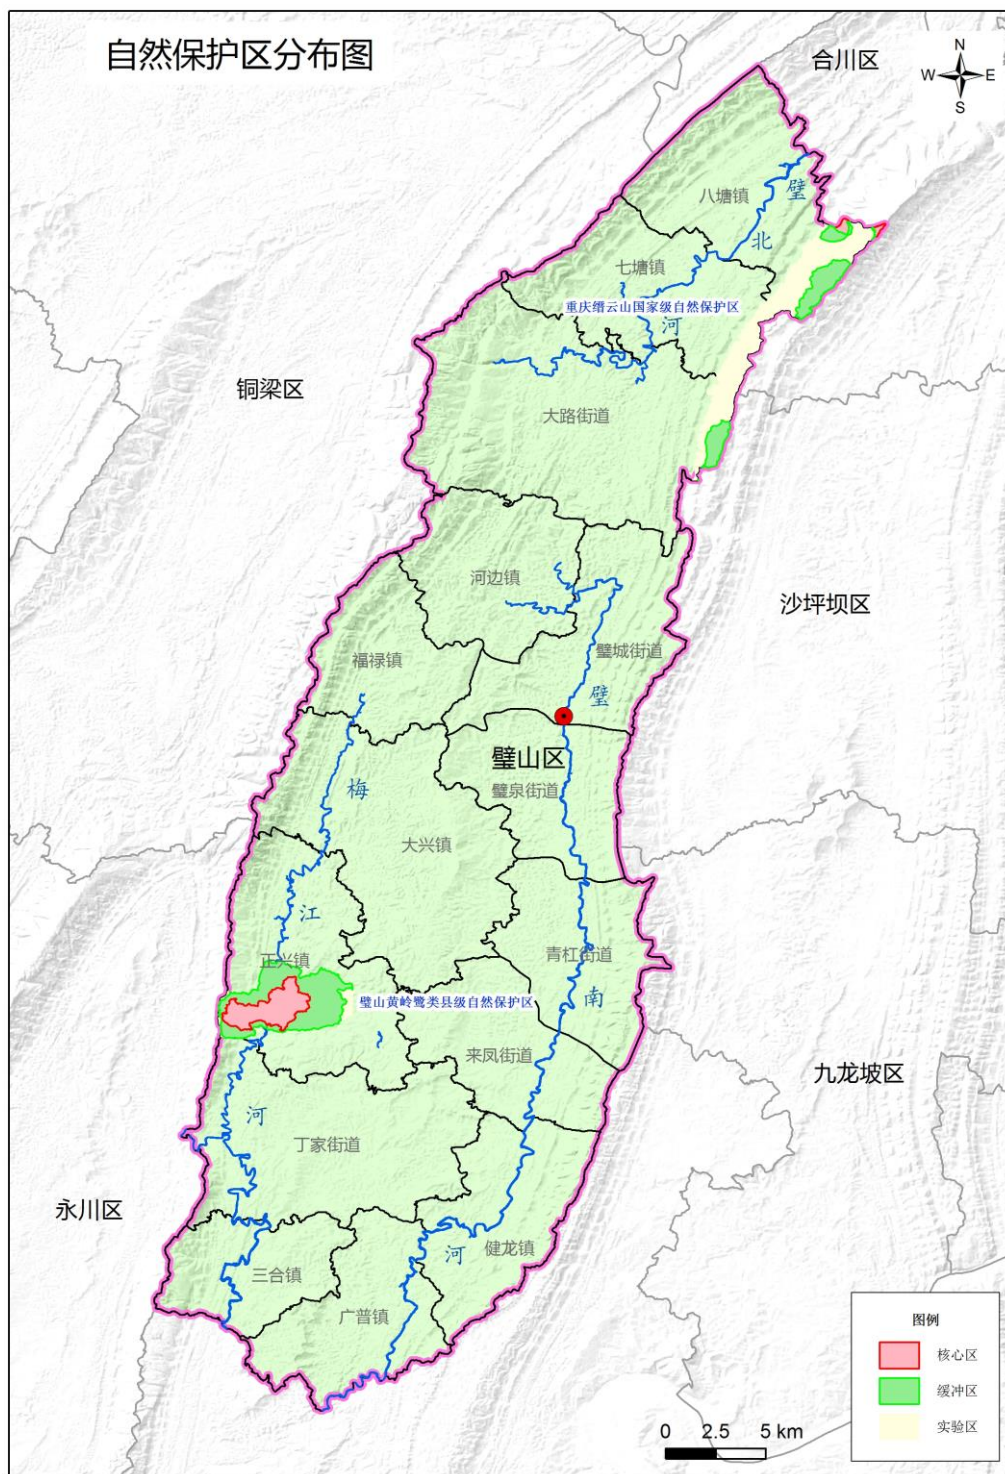 自然保护区分布图
合川区
N
W
E
S
八塘镇
璧
北
七塘镇
重庆缙云山国家级自然保护区
河
铜梁区
大路街道
河边镇
沙坪坝区
福禄镇
璧城街道
璧
璧山区
梅
璧泉街道
大兴镇
江
青杠街道
正兴镇
南
璧山黄岭鹭类县级自然保护区
来凤街道
九龙坡区
河
丁家街道
永川区
河
健龙镇
三合镇
广普镇
图例
核心区
缓冲区
实验区
0 2.5 5 km